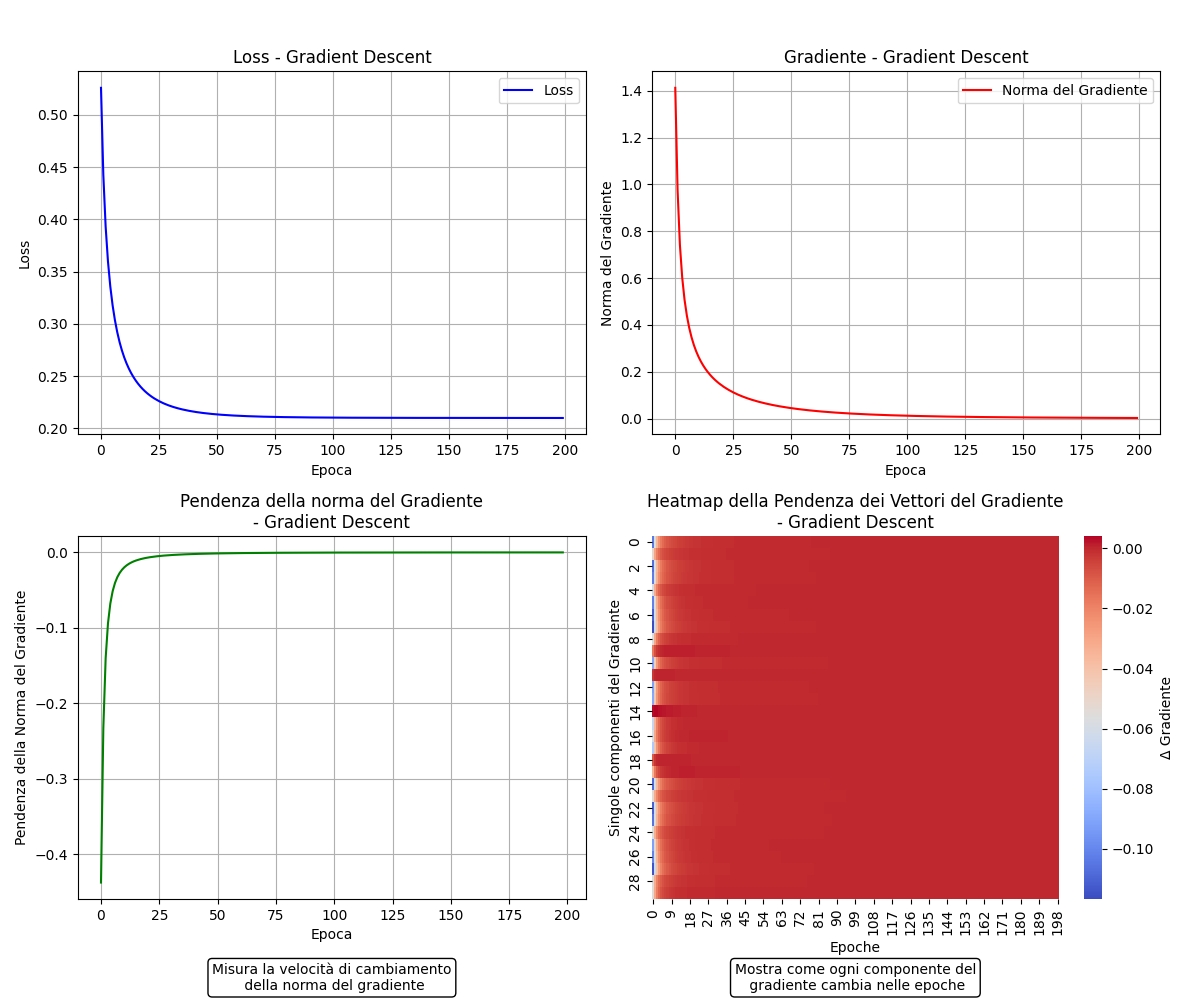 Loss - Gradient Descent
Loss
0.50
0.45
0.40
0.35
0.30
0.25
0.20
Loss
0 25 50 75 100 125 150 175 200
Epoca
Gradiente - Gradient Descent
Norma del Gradiente
1.4
1.2
1.0
0.8
0.6
0.4
0.2
0.0
Norma del Gradiente
0 25 50 75 100 125 150 175 200
Epoca
Pendenza della norma del Gradiente
- Gradient Descent
0.0
−0.1
−0.2
−0.3
−0.4
Pendenza della Norma del Gradiente
0 25 50 75 100 125 150 175 200
Epoca
Misura la velocità di cambiamento
della norma del gradiente
Heatmap della Pendenza dei Vettori del Gradiente
- Gradient Descent
0 2 4 6 8 10 12 14 16 18 20 22 24 26 28
Singole componenti del Gradiente
0 9 18 27 36 45 54 63 72 81 90 99 108 117 126 135 144 153 162 171 180 189 198
Epoche
0.00
−0.02
−0.04
−0.06
−0.08
−0.10
Δ Gradiente
Mostra come ogni componente del
gradiente cambia nelle epoche